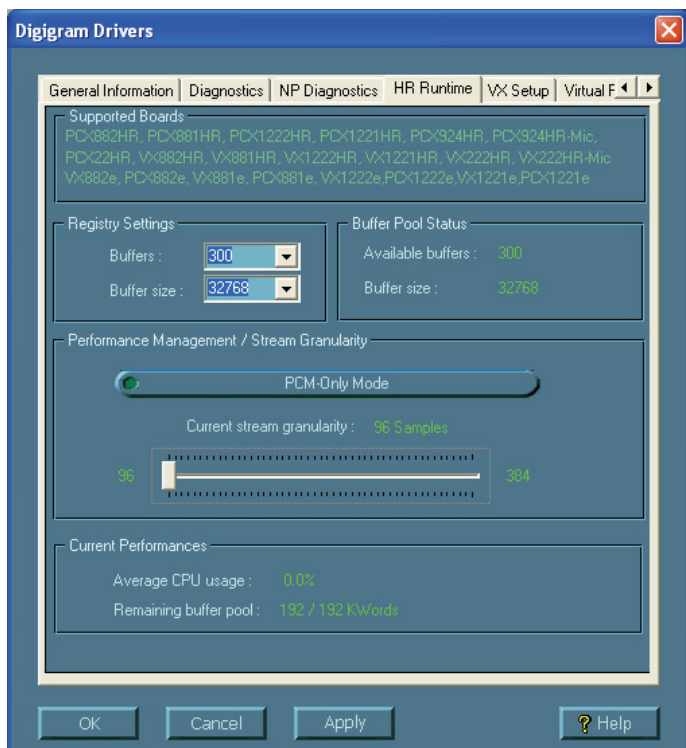 Digigram Drivers
General Information
Diagnostics
NP Diagnostics
HR Runtime
VX Setup
Supported Boards
PCX882HR, PCX881HR, PCX1222HR, PCX1221HR, PCX924HR, PCX924HR-Mic,
PCX22HR, VX882HR, VX881HR, VX1222HR, VX1221HR, VX222HR, VX222HR-Mic
VX882e, PCX882e, VX881e, PCX881e, VX1222e,PCX1222e,VX1221e,PCX1221e
Registry Settings
Buffers : 300
Buffer size : 32768
Buffer Pool Status
Available buffers : 300
Buffer size : 32768
Performance Management / Stream Granularity
PCM-Only Mode
Current stream granularity : 96 Samples
96 384
Current Performances
Average CPU usage : 0.0%
Remaining buffer pool : 192 / 192 KWords
OK Cancel Apply ? Help